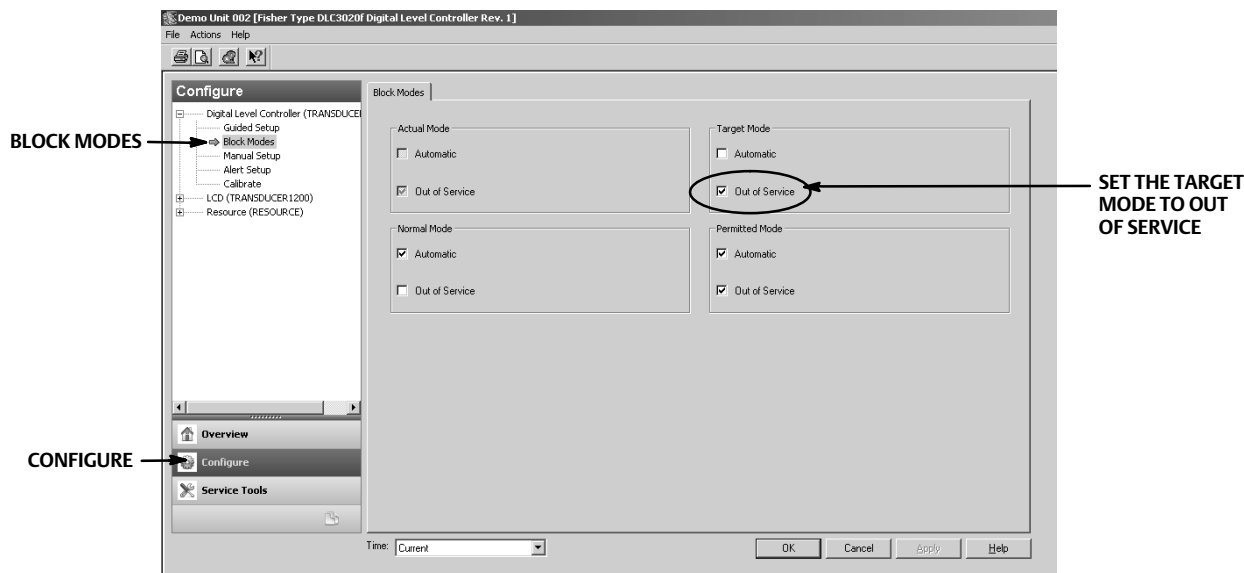 Demo Unit 002 [Fisher Type DLC3020f Digital Level Controller Rev. 1]
File Actions Help
Configure
Digital Level Controller (TRANSDUCE
Guided Setup
Block Modes
Manual Setup
Alert Setup
Calibrate
LCD (TRANSDUCER1200)
Resource (RESOURCE)
Overview
Configure
Service Tools
BLOCK MODES
CONFIGURE
Block Modes
Actual Mode
Automatic
Out of Service
Target Mode
Automatic
Out of Service
Normal Mode
Automatic
Out of Service
Permitted Mode
Automatic
Out of Service
SET THE TARGET
MODE TO OUT
OF SERVICE
Time: Current
OK Cancel Apply Help